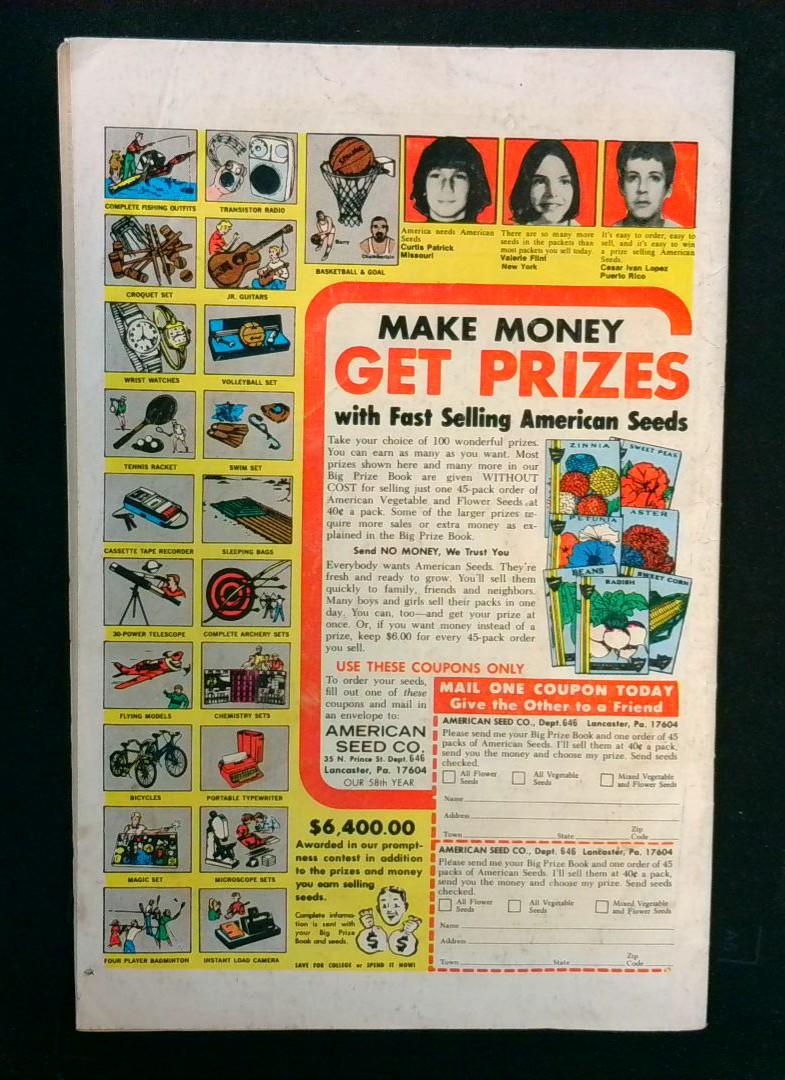 COMPLETE FISHING OUTFITS
TRANSISTOR RADIO
CROQUET SET
JR. GUITARS
WRIST WATCHES
VOLLEYBALL SET
TENNIS RACKET
SWIM SET
CASSETTE TAPE RECORDER
SLEEPING BAGS
30-POWER TELESCOPE
COMPLETE ARCHERY SETS
FLYING MODELS
CHEMISTRY SETS
BICYCLES
PORTABLE TYPEWRITER
MAGIC SET
MICROSCOPE SETS
FOUR PLAYER BADMINTON
INSTANT LOAD CAMERA
SPALDING
Barry
Chamberlain
BASKETBALL & GOAL
America needs American
Seeds
Curtis Patrick
Missouri
There are so many more
seeds in the packets than
most packets you sell today.
Valerie Flint
New York
It's easy to order, easy to
sell, and it's easy to win
a prize selling American
Seeds.
Cesar Ivan Lopez
Puerto Rico
MAKE MONEY
GET PRIZES
with Fast Selling American Seeds
Take your choice of 100 wonderful prizes.
You can earn as many as you want. Most
prizes shown here and many more in our
Big Prize Book are given WITHOUT
COST for selling just one 45-pack order of
American Vegetable and Flower Seeds at
40¢ a pack. Some of the larger prizes re-
quire more sales or extra money as ex-
plained in the Big Prize Book.
Send NO MONEY, We Trust You
Everybody wants American Seeds. They're
fresh and ready to grow. You'll sell them
quickly to family, friends and neighbors.
Many boys and girls sell their packs in one
day. You can, too—and get your prize at
once. Or, if you want money instead of a
prize, keep $6.00 for every 45-pack order
you sell.
ZINNIA
SWEET PEAS
PETUNIA
ASTER
BEANS
RADISH
SWEET CORN
USE THESE COUPONS ONLY
To order your seeds,
fill out one of these
coupons and mail in
an envelope to:
AMERICAN
SEED CO.
35 N. Prince St. Dept. 646
Lancaster, Pa. 17604
OUR 58th YEAR
MAIL ONE COUPON TODAY
Give the Other to a Friend
AMERICAN SEED CO., Dept. 646 Lancaster, Pa. 17604
Please send me your Big Prize Book and one order of 45
packs of American Seeds. I'll sell them at 40¢ a pack,
send you the money and choose my prize. Send seeds
checked.
All Flower Seeds
All Vegetable Seeds
Mixed Vegetable and Flower Seeds
Name
Address
Town State Zip Code
AMERICAN SEED CO., Dept. 646 Lancaster, Pa. 17604
Please send me your Big Prize Book and one order of 45
packs of American Seeds. I'll sell them at 40¢ a pack,
send you the money and choose my prize. Send seeds
checked.
All Flower Seeds
All Vegetable Seeds
Mixed Vegetable and Flower Seeds
Name
Address
Town State Zip Code
$6,400.00
Awarded in our prompt-
ness contest in addition
to the prizes and money
you earn selling
seeds.
Complete informa-
tion is sent with
your Big Prize
Book and seeds.
$ $
SAVE FOR COLLEGE or SPEND IT NOW!